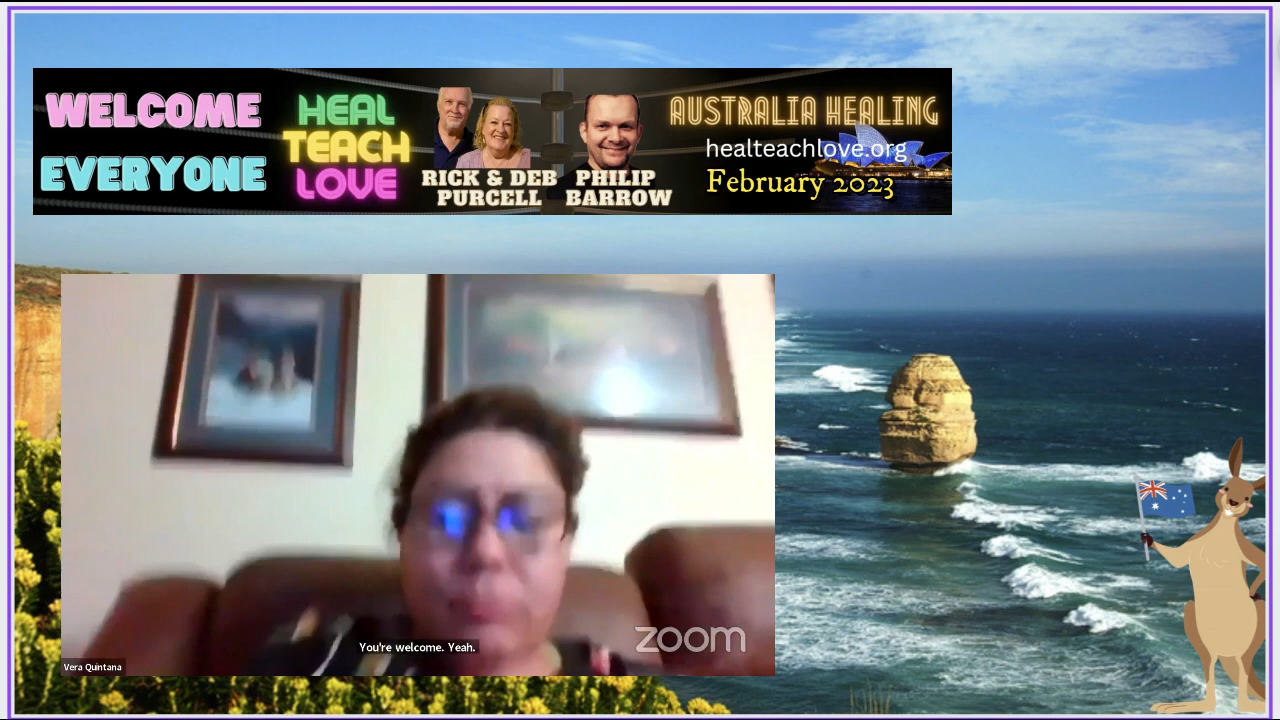 WELCOME
EVERYONE
HEAL
TEACH
LOVE
RICK & DEB
PURCELL
PHILIP
BARROW
AUSTRALIA HEALING
healteachlove.org
February 2023
You're welcome. Yeah.
zoom
Vera Quintana